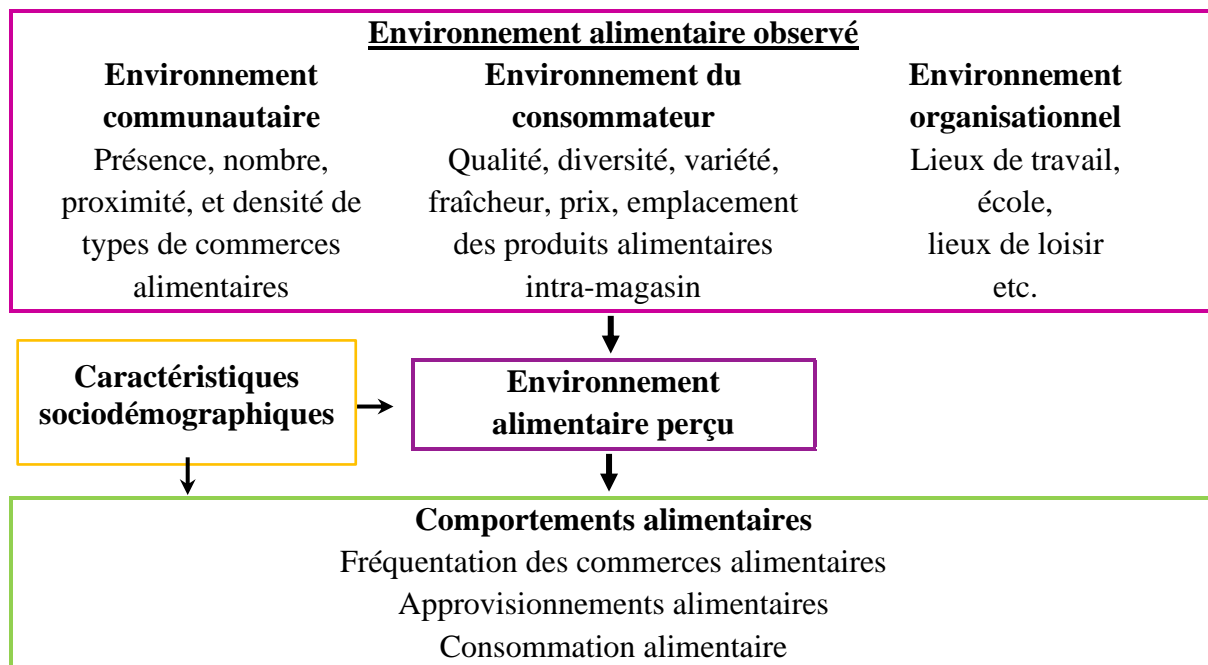 Environnement alimentaire observé
Environnement
communautaire
Présence, nombre,
proximité, et densité de
types de commerces
alimentaires
Environnement du
consommateur
Qualité, diversité, variété,
fraîcheur, prix, emplacement
des produits alimentaires
intra-magasin
Environnement
organisationnel
Lieux de travail,
école,
lieux de loisir
etc.
Caractéristiques
sociodémographiques
Environnement
alimentaire perçu
Comportements alimentaires
Fréquentation des commerces alimentaires
Approvisionnements alimentaires
Consommation alimentaire